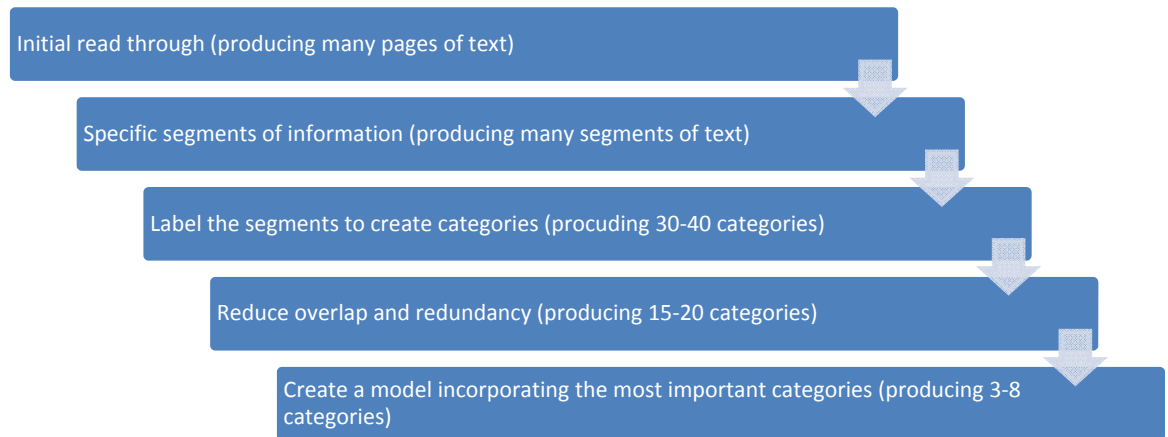 Initial read through (producing many pages of text)
Specific segments of information (producing many segments of text)
Label the segments to create categories (procuding 30-40 categories)
Reduce overlap and redundancy (producing 15-20 categories)
Create a model incorporating the most important categories (producing 3-8
categories)